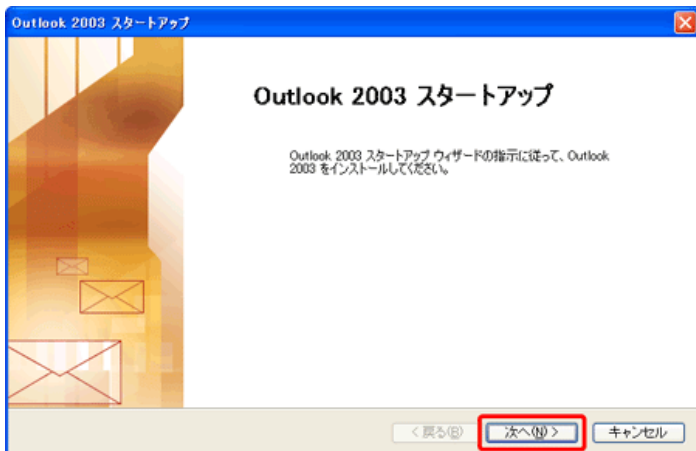 Outlook 2003 スタートアップ
Outlook 2003 スタートアップ
Outlook 2003 スタートアップ ウィザードの指示に従って、Outlook
2003 をインストールしてください。
< 戻る(B)
次へ(N) >
キャンセル